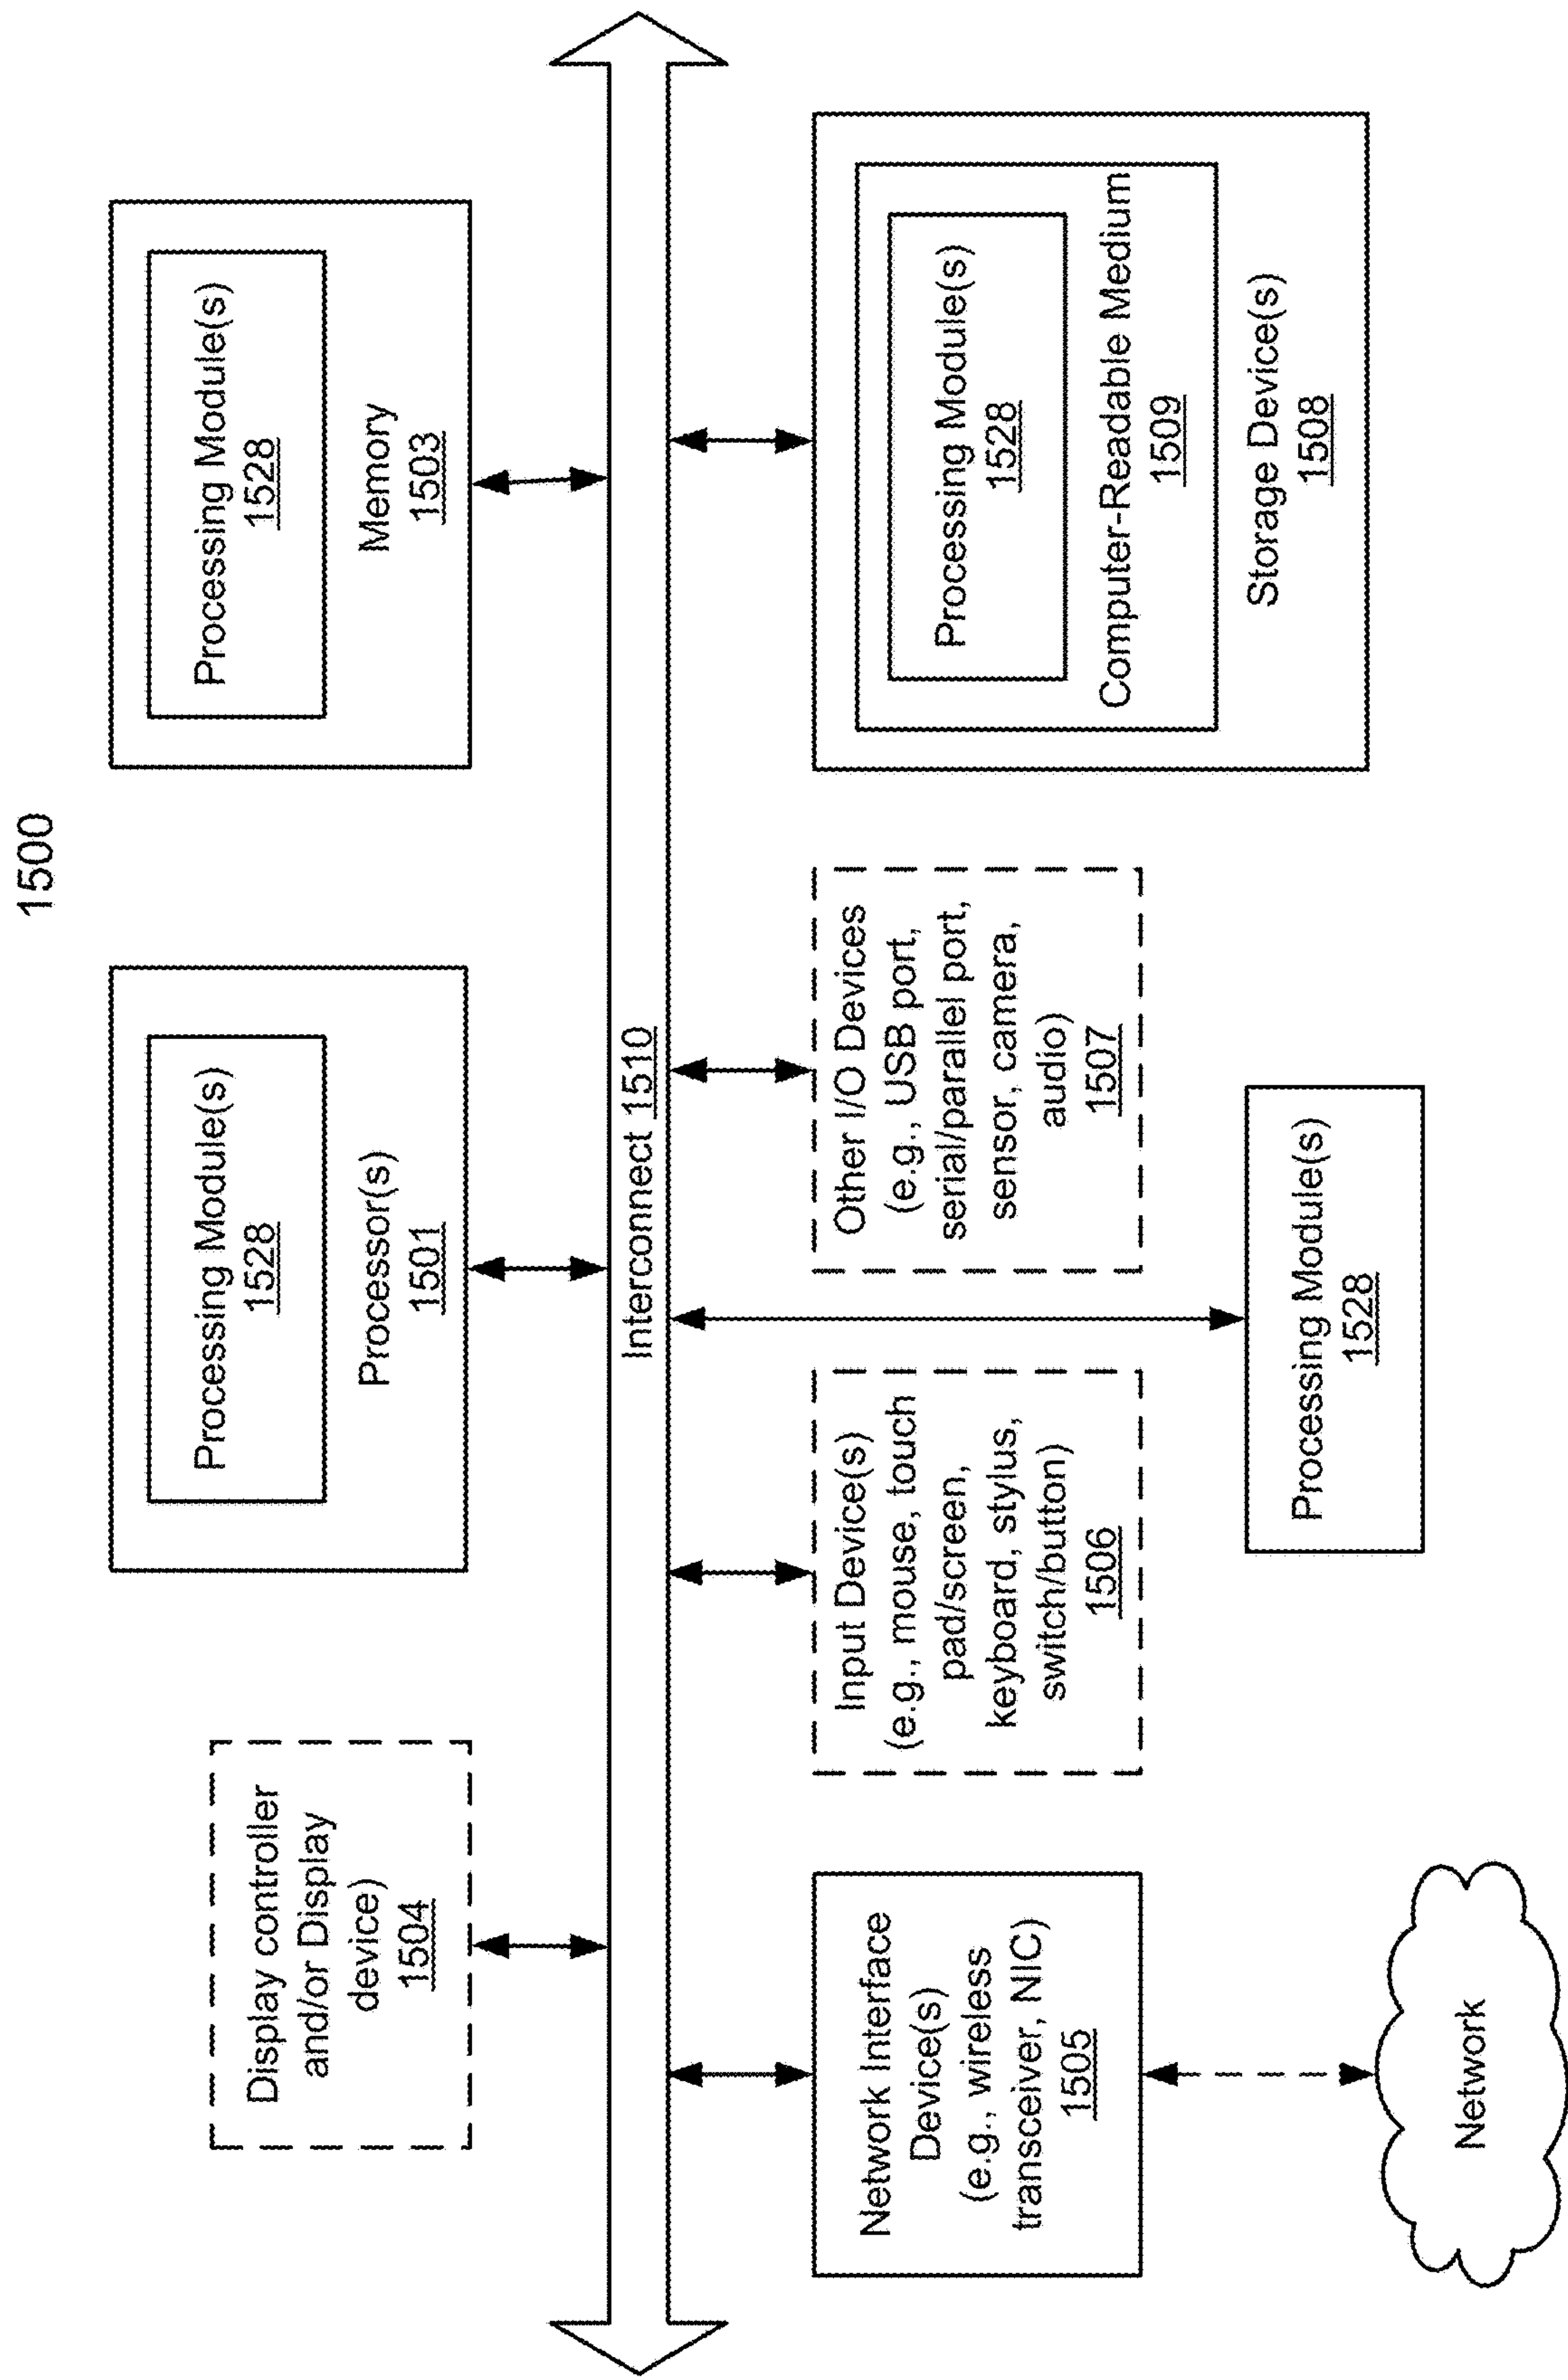 1500
Processing Module(s)
1528
Processor(s)
1501
Processing Module(s)
1528
Memory
1503
Display controller
and/or Display
device)
1504
Interconnect 1510
Network Interface
Device(s)
(e.g., wireless
transceiver, NIC)
1505
Input Device(s)
(e.g., mouse, touch
pad/screen,
keyboard, stylus,
switch/button)
1506
Other I/O Devices
(e.g., USB port,
serial/parallel port,
sensor, camera,
audio)
1507
Processing Module(s)
1528
Computer-Readable Medium
1509
Storage Device(s)
1508
Processing Module(s)
1528
Network